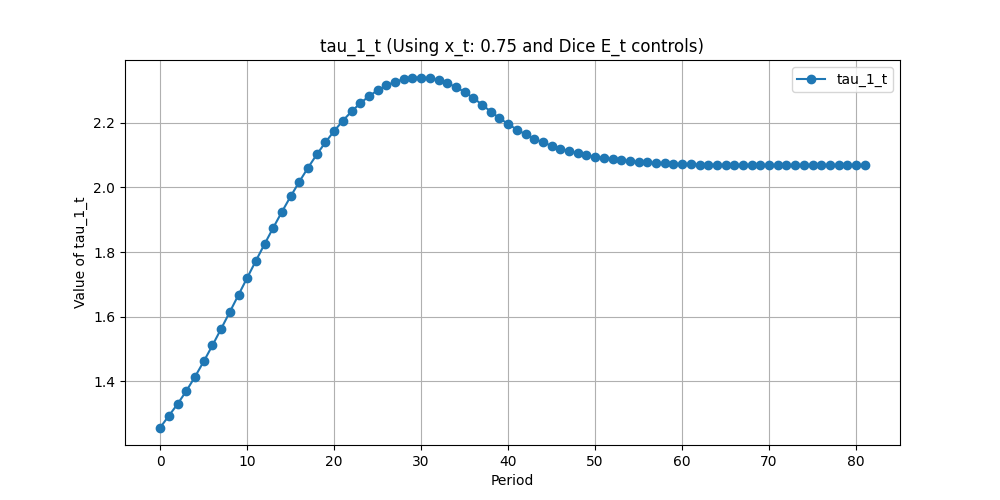 tau_1_t (Using x_t: 0.75 and Dice E_t controls)
tau_1_t
Value of tau_1_t
2.2
2.0
1.8
1.6
1.4
0 10 20 30 40 50 60 70 80
Period